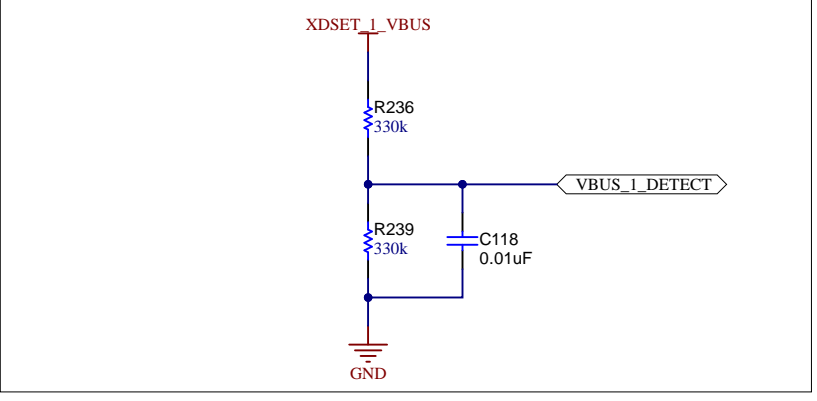 XDSET_1_VBUS
R236
330k
VBUS_1_DETECT
R239
330k
C118
0.01uF
GND